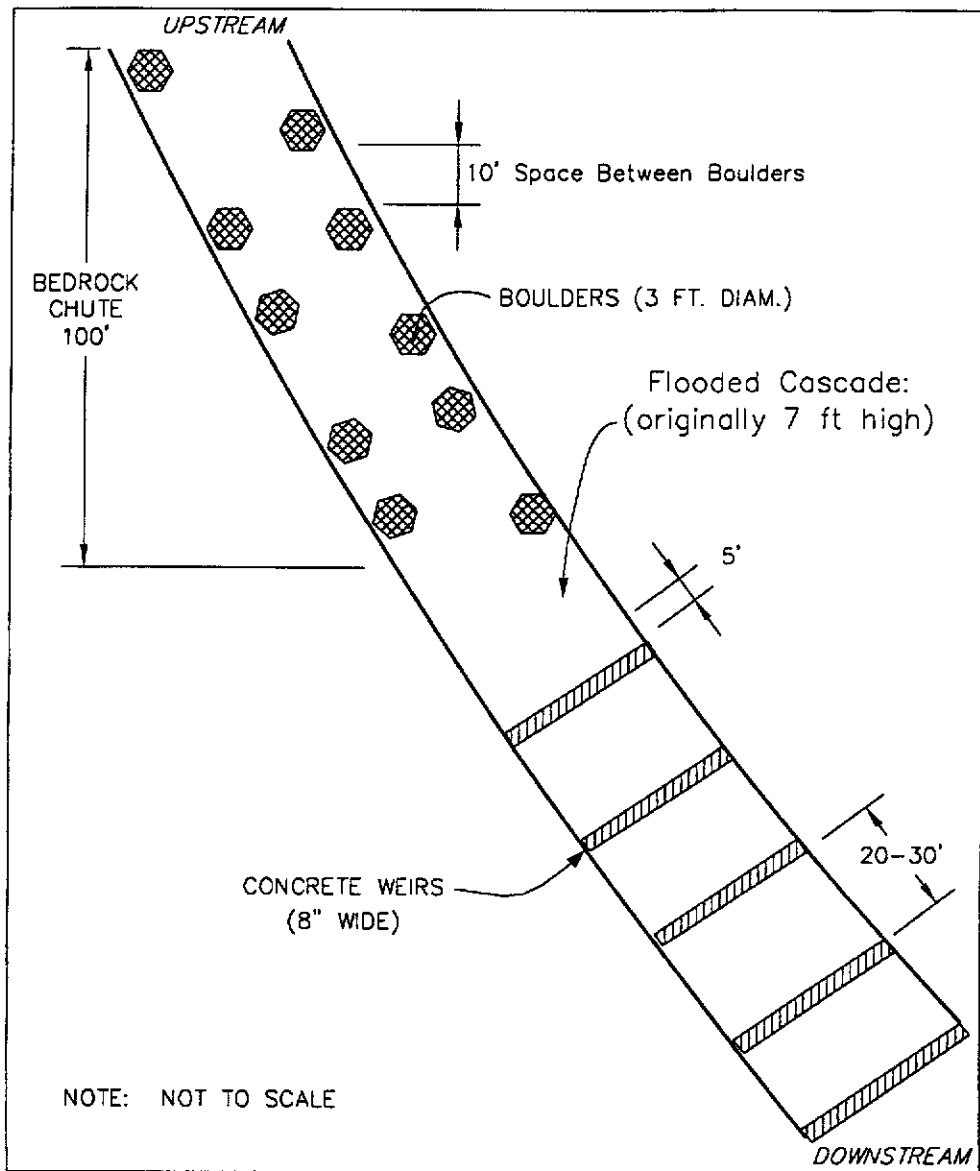 UPSTREAM
10' Space Between Boulders
BEDROCK
CHUTE
100'
BOULDERS (3 FT. DIAM.)
Flooded Cascade:
(originally 7 ft high)
5'
20-30'
CONCRETE WEIRS
(8" WIDE)
NOTE: NOT TO SCALE
DOWNSTREAM